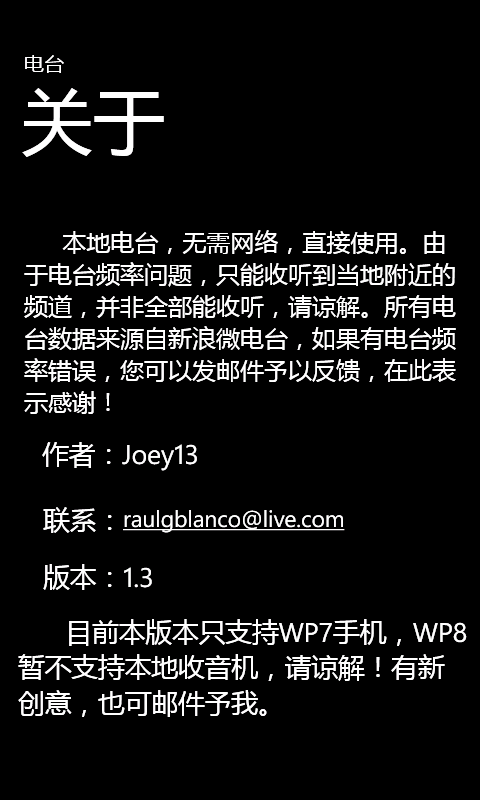 电台
关于
本地电台，无需网络，直接使用。由
于电台频率问题，只能收听到当地附近的
频道，并非全部能收听，请谅解。所有电
台数据来源自新浪微电台，如果有电台频
率错误，您可以发邮件予以反馈，在此表
示感谢！
作者：Joey13
联系：raulgblanco@live.com
版本：1.3
目前本版本只支持WP7手机，WP8
暂不支持本地收音机，请谅解！有新
创意，也可邮件予我。